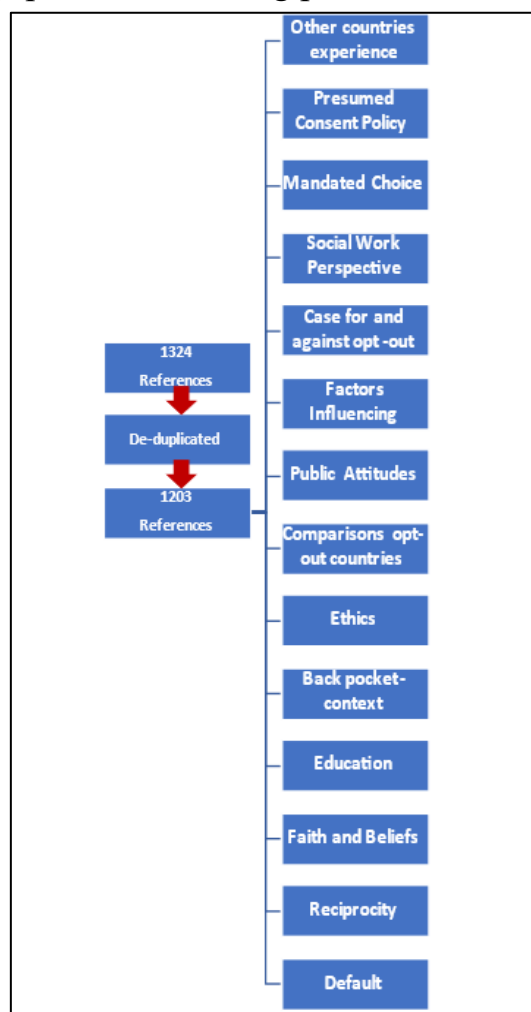 Other countries
experience
Presumed
Consent Policy
Mandated Choice
Social Work
Perspective
Case for and
against opt -out
1324
References
Factors
Influencing
De-duplicated
Public Attitudes
1203
References
Comparisons opt-
out countries
Ethics
Back pocket-
context
Education
Faith and Beliefs
Reciprocity
Default